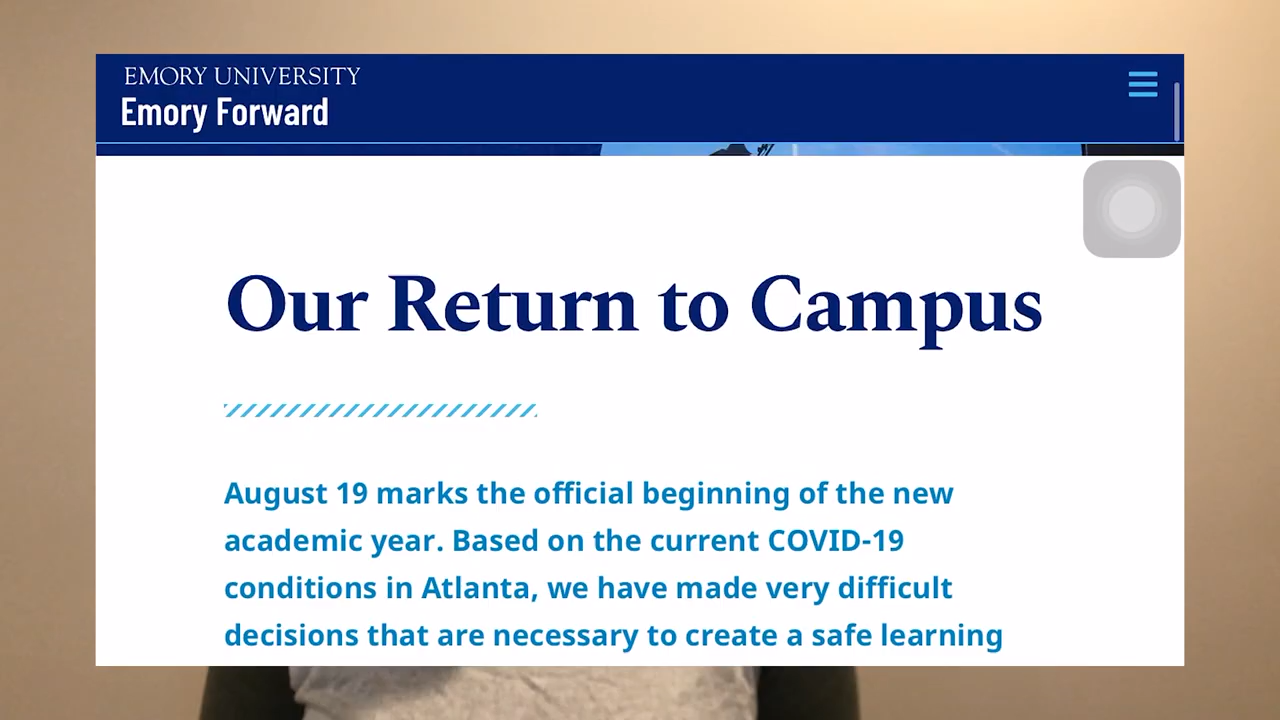 EMORY UNIVERSITY
Emory Forward
Our Return to Campus
August 19 marks the official beginning of the new
academic year. Based on the current COVID-19
conditions in Atlanta, we have made very difficult
decisions that are necessary to create a safe learning